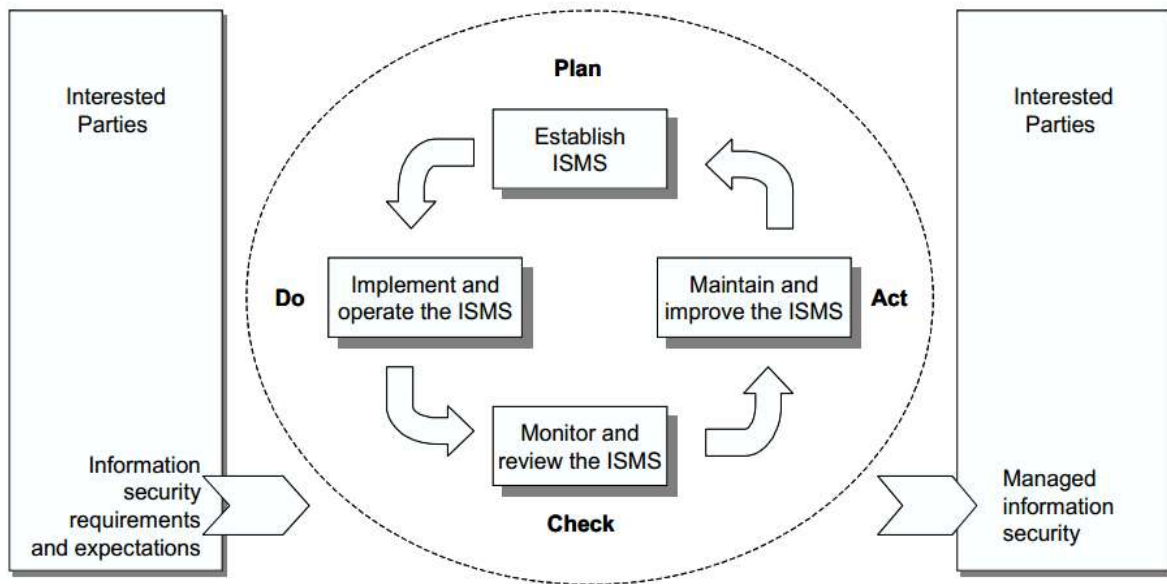 Interested
Parties
Information
security
requirements
and expectations
Plan
Establish
ISMS
Do
Implement and
operate the ISMS
Maintain and
improve the ISMS
Act
Monitor and
review the ISMS
Check
Interested
Parties
Managed
information
security